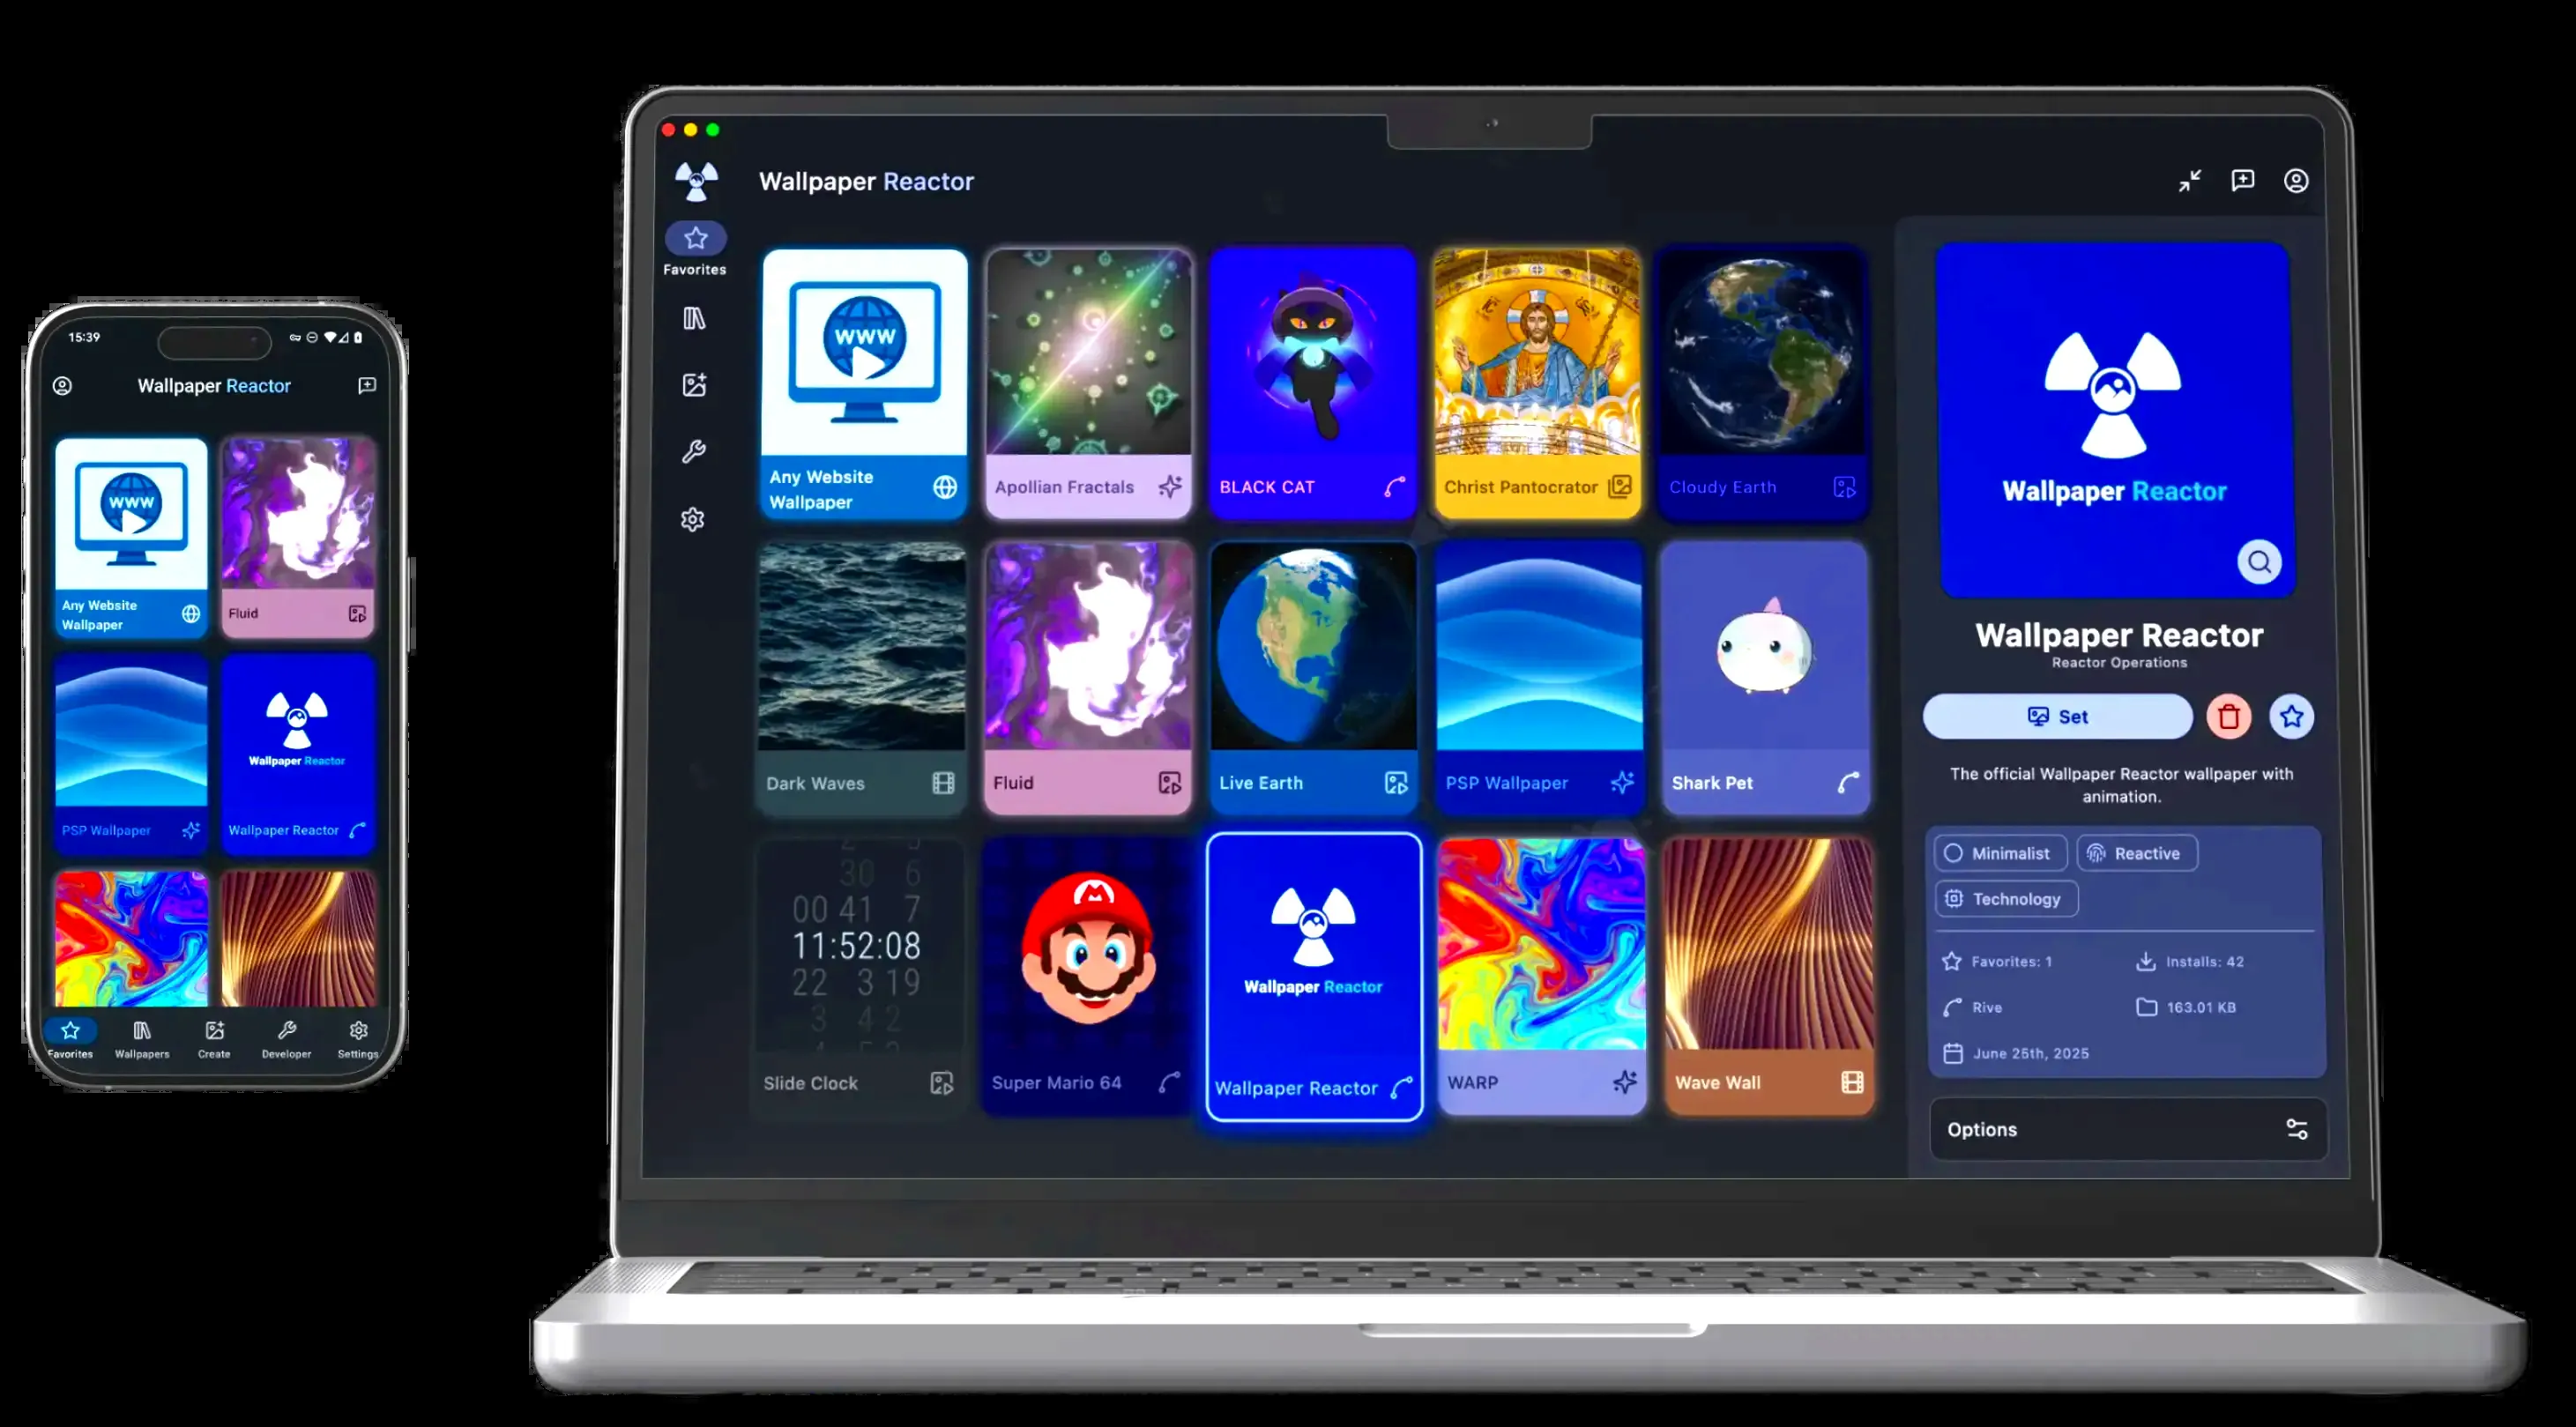 15:39
Wallpaper Reactor
WWW
Any Website
Wallpaper
Fluid
PSP Wallpaper
Wallpaper Reactor
Wallpaper Reactor
Favorites
Wallpapers
Create
Developer
Settings
Wallpaper Reactor
Favorites
WWW
Any Website
Wallpaper
Apollian Fractals
BLACK CAT
Christ Pantocrator
Cloudy Earth
Dark Waves
Fluid
Live Earth
PSP Wallpaper
Shark Pet
30 6
00 41 7
11:52:08
22 3 19
3 4 2
Slide Clock
M
Super Mario 64
Wallpaper Reactor
Wallpaper Reactor
WARP
Wave Wall
Wallpaper Reactor
Wallpaper Reactor
Reactor Operations
Set
The official Wallpaper Reactor wallpaper with
animation.
Minimalist
Reactive
Technology
Favorites: 1
Installs: 42
Rive
163.01 KB
June 25th, 2025
Options